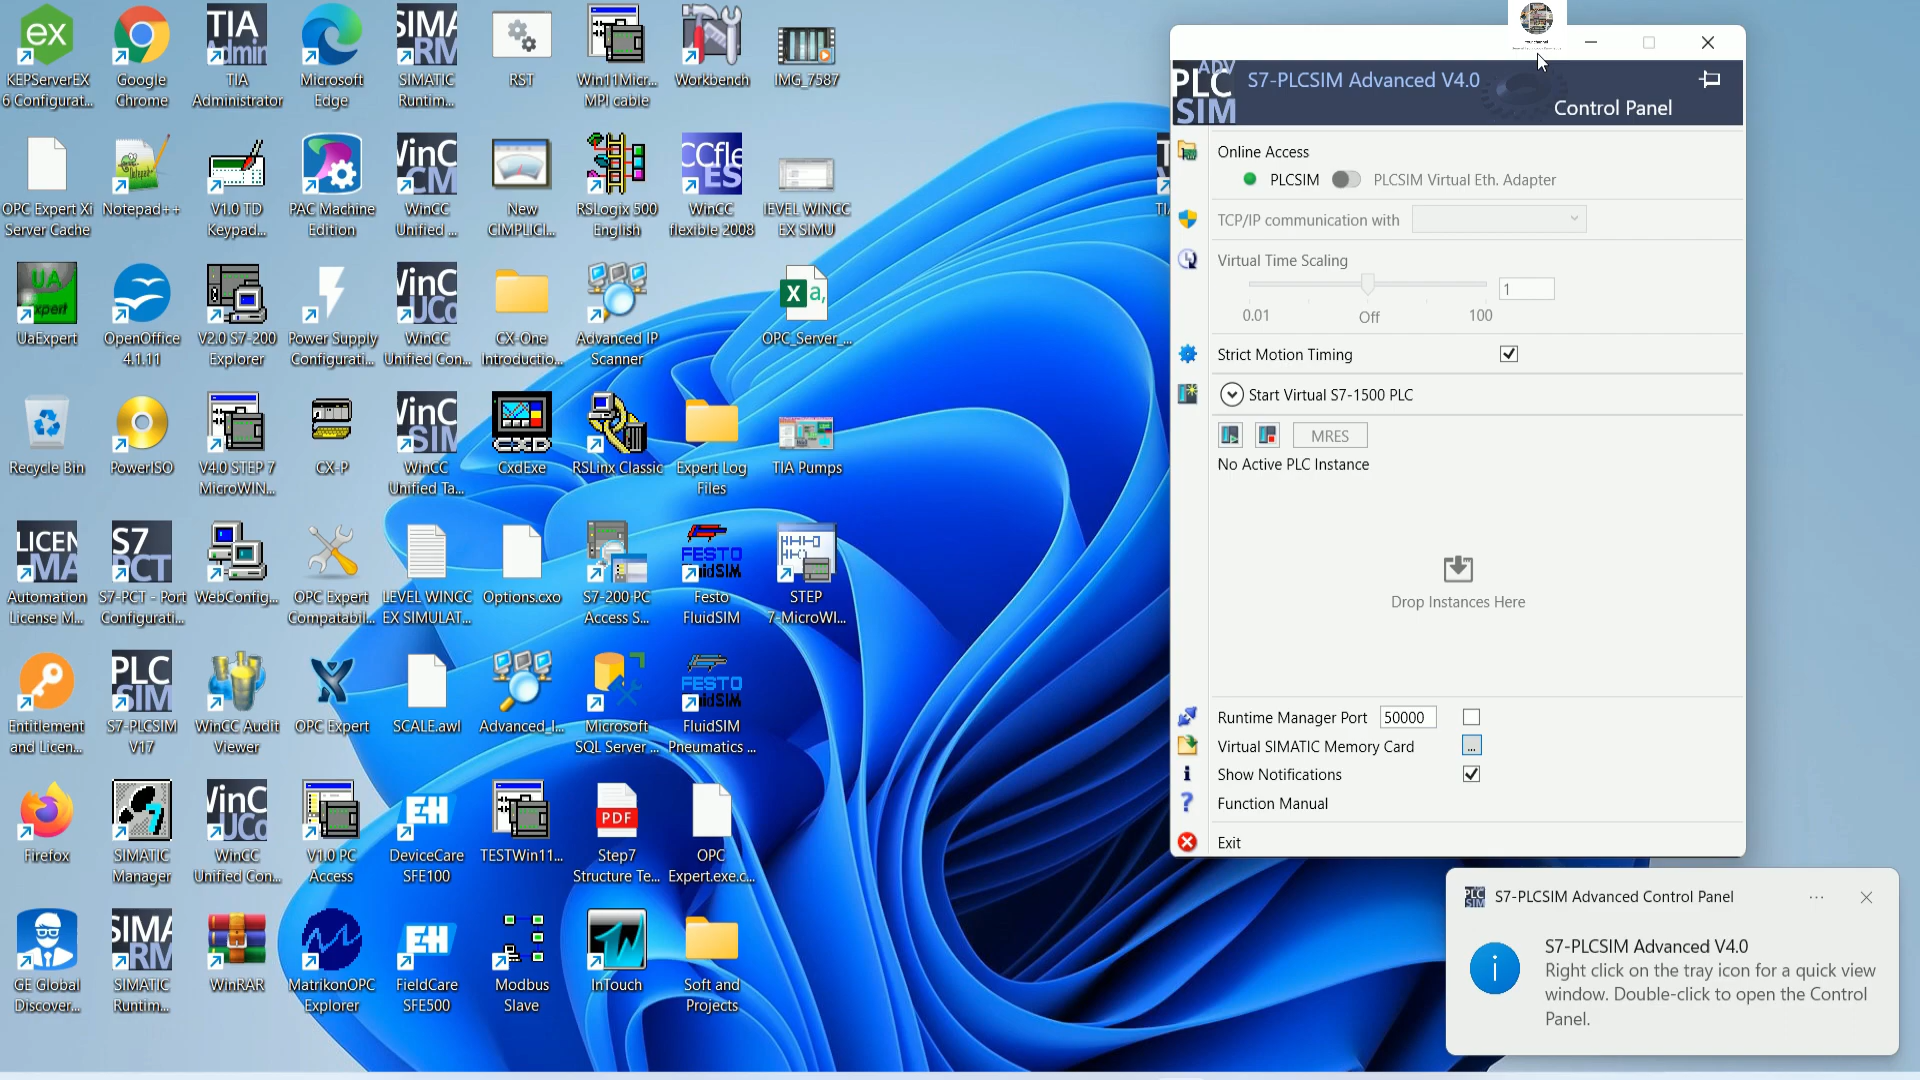 KEPServerEX
6 Configurat...
Google
Chrome
TIA
Admin
TIA
Administrator
Microsoft
Edge
SIMATIC
Runtim...
RST
Win11Micr...
MPI cable
Workbench
IMG_7587
OPC Expert Xi
Server Cache
Notepad++
V1.0 TD
Keypad...
PAC Machine
Edition
WinCC
Unified ...
New
CIMPLICI...
RSLogix 500
English
WinCC
flexible 2008
lEVEL WINCC
EX SIMU
UaExpert
OpenOffice
4.1.11
V2.0 S7-200
Explorer
Power Supply
Configurati...
WinCC
Unified Con...
CX-One
Introductio...
Advanced IP
Scanner
OPC_Server_...
Recycle Bin
PowerISO
V4.0 STEP 7
MicroWIN...
CX-P
WinCC
Unified Ta...
CxdExe
RSLinx Classic
Expert Log
Files
TIA Pumps
Automation
License M...
S7-PCT - Port
Configurati...
WebConfig...
OPC Expert
Compatabil...
LEVEL WINCC
EX SIMULAT...
Options.cxo
S7-200 PC
Access S...
Festo
FluidSIM
STEP
7-MicroWI...
Entitlement
and Licen...
S7-PLCSIM
V17
WinCC Audit
Viewer
OPC Expert
SCALE.awl
Advanced_I...
Microsoft
SQL Server ...
FluidSIM
Pneumatics ...
Firefox
SIMATIC
Manager
WinCC
Unified Con...
V1.0 PC
Access
DeviceCare
SFE100
TESTWin11...
PDF
Step7
Structure Te...
OPC
Expert.exe.c...
GE Global
Discover...
SIMATIC
Runtim...
WinRAR
MatrikonOPC
Explorer
FieldCare
SFE500
Modbus
Slave
InTouch
Soft and
Projects
PLC
SIM
ADV
S7-PLCSIM Advanced V4.0
Control Panel
Online Access
PLCSIM
PLCSIM Virtual Eth. Adapter
TCP/IP communication with
Virtual Time Scaling
1
0.01
Off
100
Strict Motion Timing
Start Virtual S7-1500 PLC
MRES
No Active PLC Instance
Drop Instances Here
Runtime Manager Port 50000
Virtual SIMATIC Memory Card ...
Show Notifications
Function Manual
Exit
S7-PLCSIM Advanced Control Panel
S7-PLCSIM Advanced V4.0
Right click on the tray icon for a quick view
window. Double-click to open the Control
Panel.